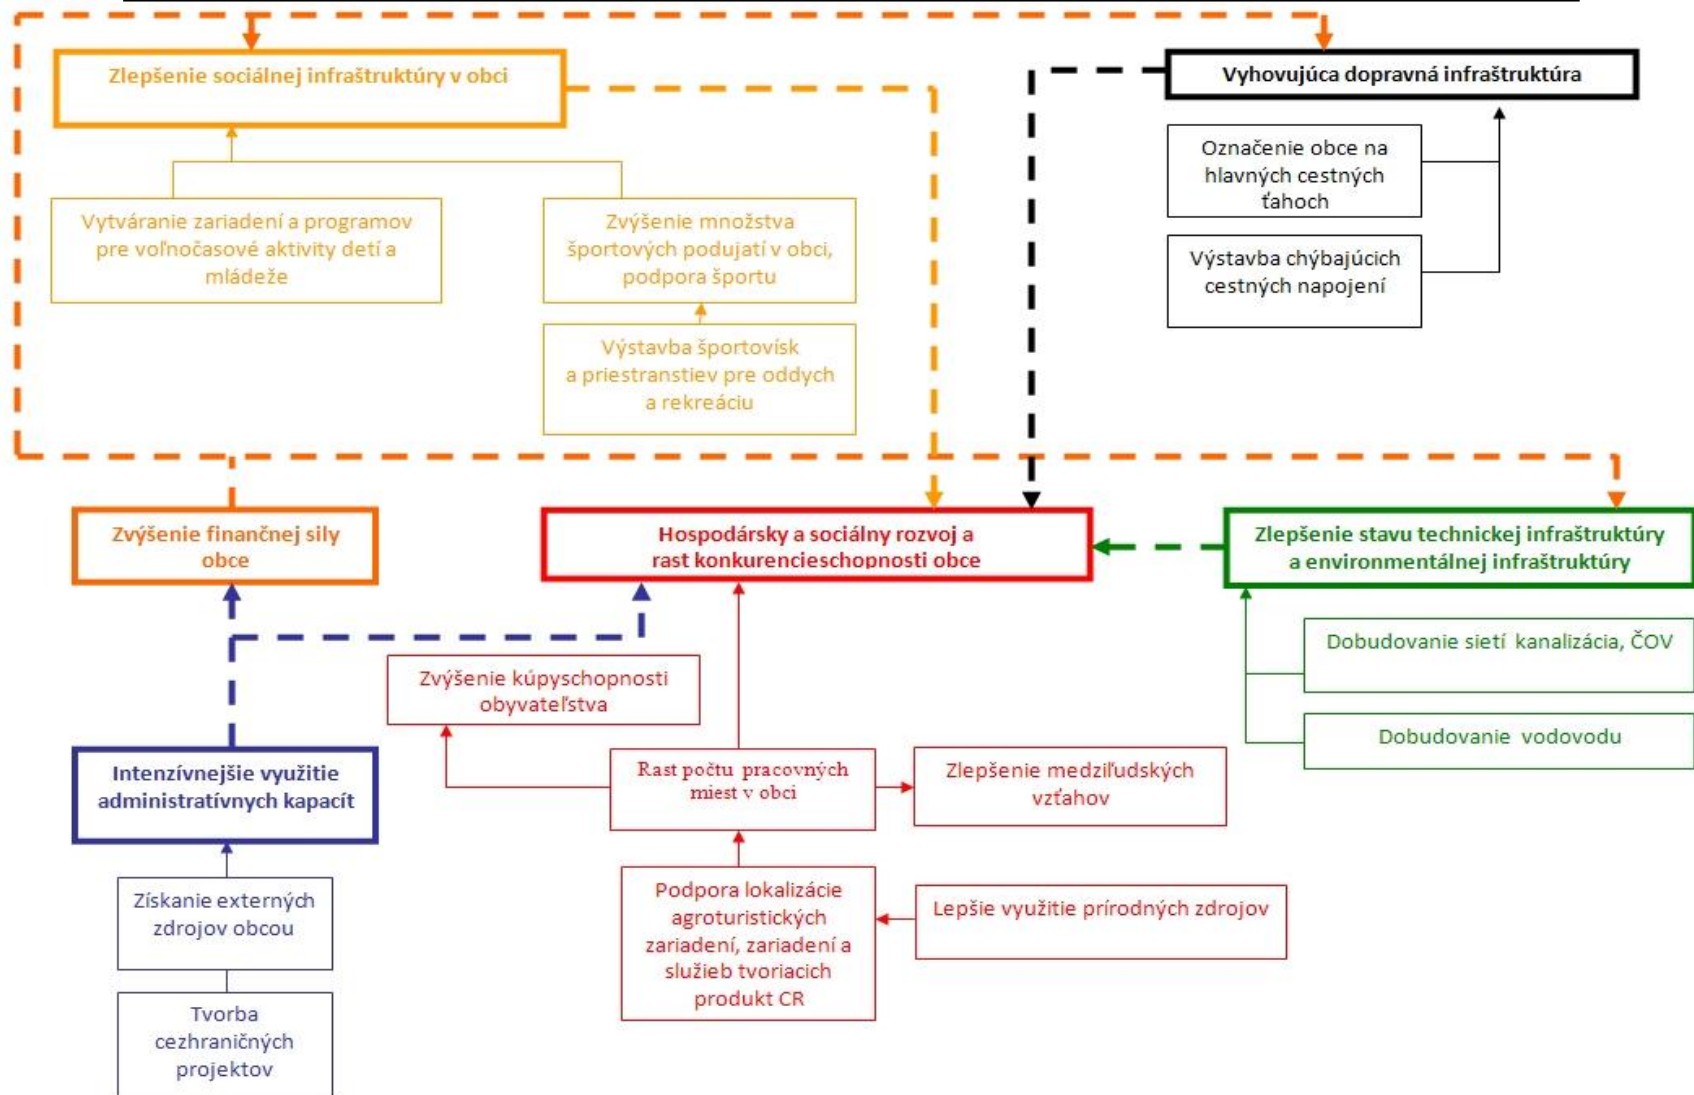 Zlepšenie sociálnej infraštruktúry v obci
Vyhovujúca dopravná infraštruktúra
Označenie obce na
hlavných cestných
ťahoch
Výstavba chýbajúcich
cestných napojení
Vytváranie zariadení a programov
pre voľnočasové aktivity detí a
mládeže
Zvýšenie množstva
športových podujatí v obci,
podpora športu
Výstavba športovísk
a priestranstiev pre oddych
a rekreáciu
Zvýšenie finančnej sily
obce
Hospodársky a sociálny rozvoj a
rast konkurencieschopnosti obce
Zlepšenie stavu technickej infraštruktúry
a environmentálnej infraštruktúry
Dobudovanie sietí kanalizácia, ČOV
Dobudovanie vodovodu
Zvýšenie kúpyschopnosti
obyvateľstva
Intenzívnejšie využitie
administratívnych kapacít
Rast počtu pracovných
miest v obci
Zlepšenie medziľudských
vzťahov
Získanie externých
zdrojov obcou
Podpora lokalizácie
agroturistických
zariadení, zariadení a
služieb tvoriacich
produkt CR
Lepšie využitie prírodných zdrojov
Tvorba
cezhraničných
projektov